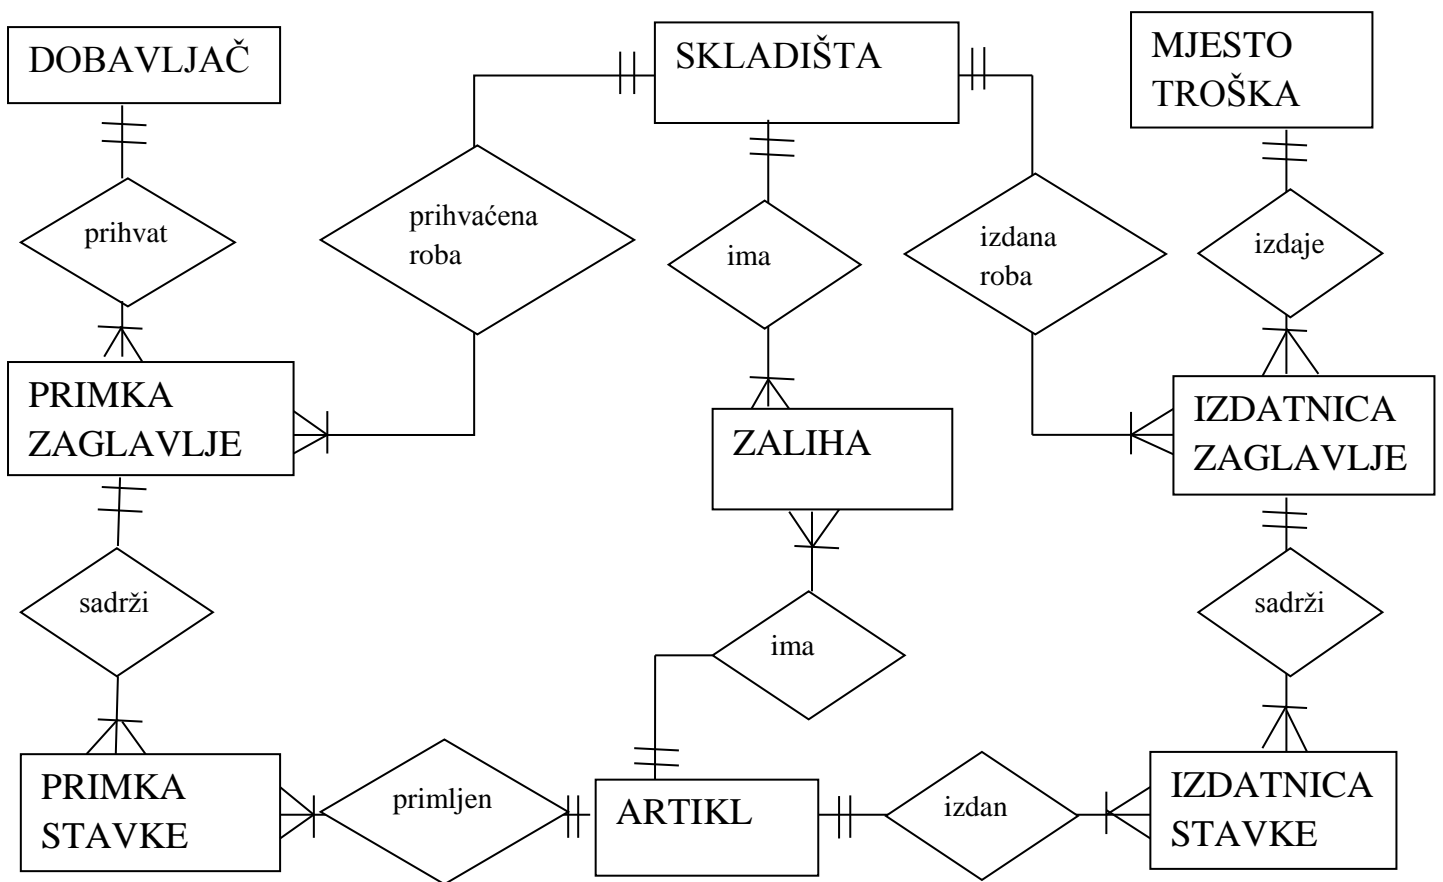 DOBAVLJAČ
SKLADIŠTA
MJESTO
TROŠKA
prihvat
prihvaćena
roba
ima
izdana
roba
izdaje
PRIMKA
ZAGLAVLJE
ZALIHA
IZDATNICA
ZAGLAVLJE
sadrži
ima
sadrži
PRIMKA
STAVKE
primljen
ARTIKL
izdan
IZDATNICA
STAVKE